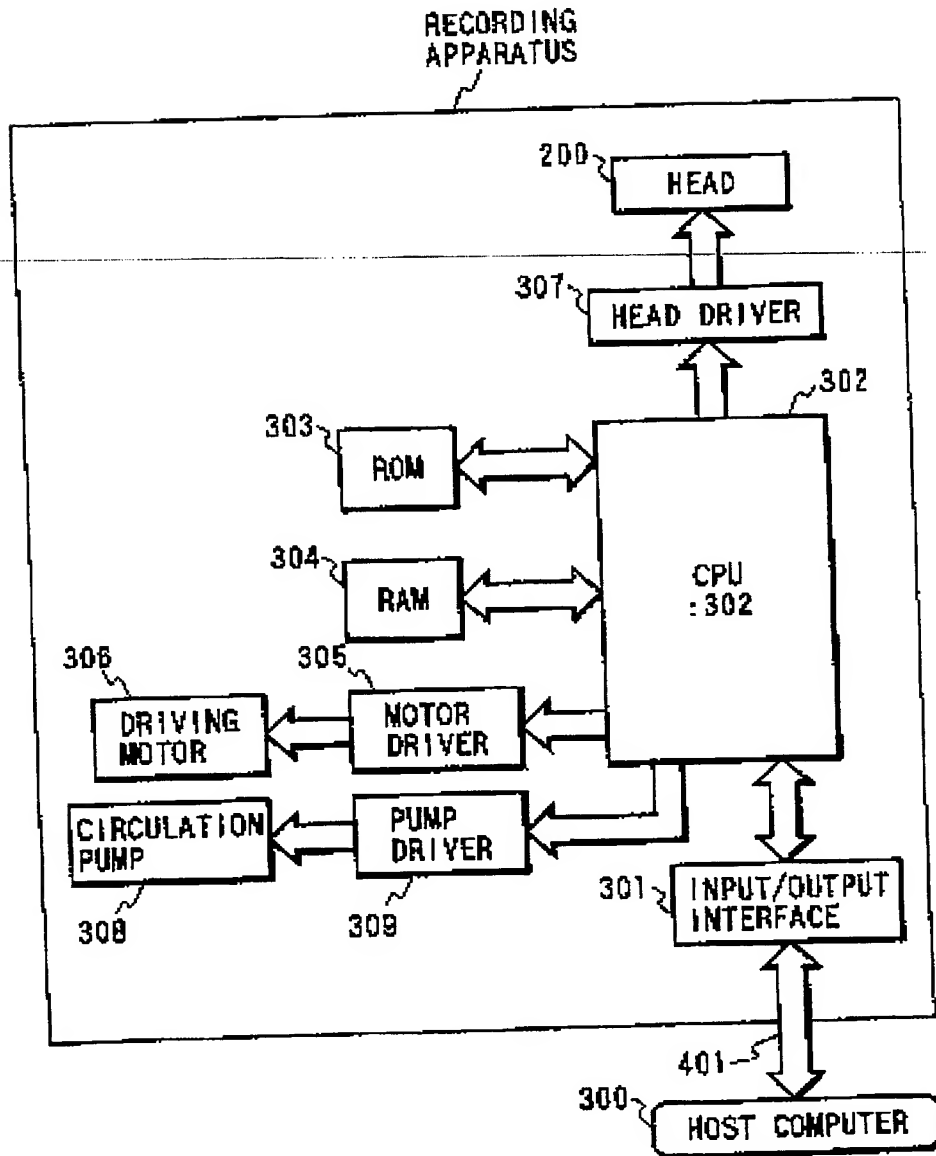 RECORDING
APPARATUS
200
HEAD
307
HEAD DRIVER
302
303
ROM
304
RAM
CPU
:302
306
305
DRIVING
MOTOR
MOTOR
DRIVER
CIRCULATION
PUMP
PUMP
DRIVER
308
309
301
INPUT/OUTPUT
INTERFACE
401
300
HOST COMPUTER